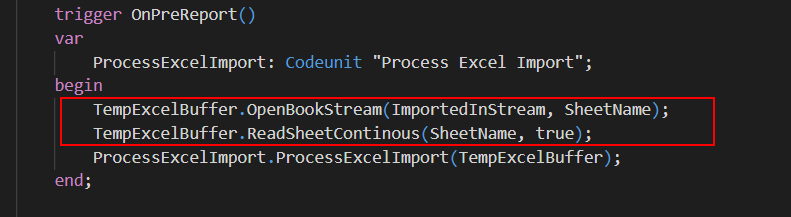 trigger OnPreReport()
var
ProcessExcelImport: Codeunit "Process Excel Import";
begin
TempExcelBuffer.OpenBookStream(ImportedInStream, SheetName);
TempExcelBuffer.ReadSheetContinous(SheetName, true);
ProcessExcelImport.ProcessExcelImport(TempExcelBuffer);
end;